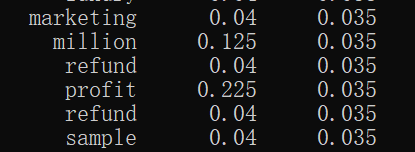 marketing 0.04 0.035
million 0.125 0.035
refund 0.04 0.035
profit 0.225 0.035
refund 0.04 0.035
sample 0.04 0.035